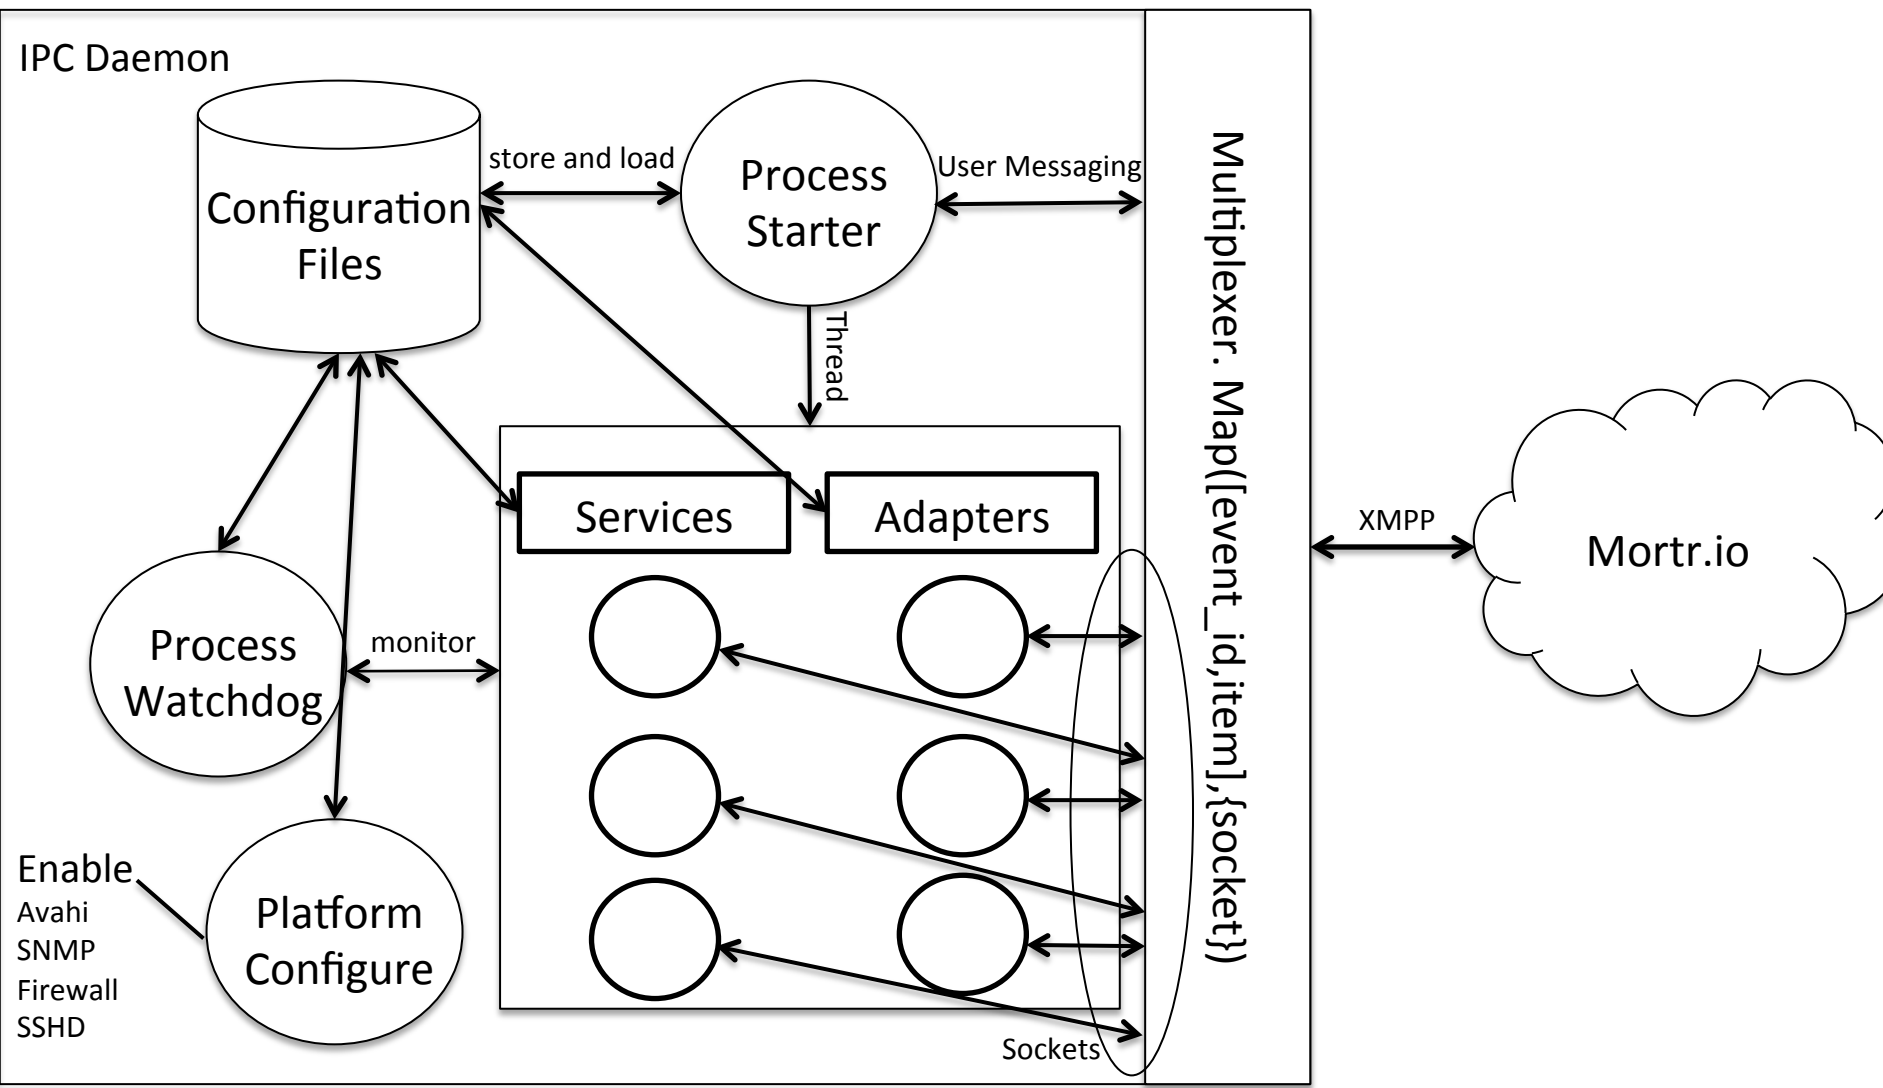 IPC Daemon
Configuration
Files
store and load
Process
Starter
User Messaging
Thread
Multiplexer. Map([event_id,item],{socket})
Services
Adapters
XMPP
Mortr.io
Process
Watchdog
monitor
Enable
Avahi
SNMP
Firewall
SSHD
Platform
Configure
Sockets